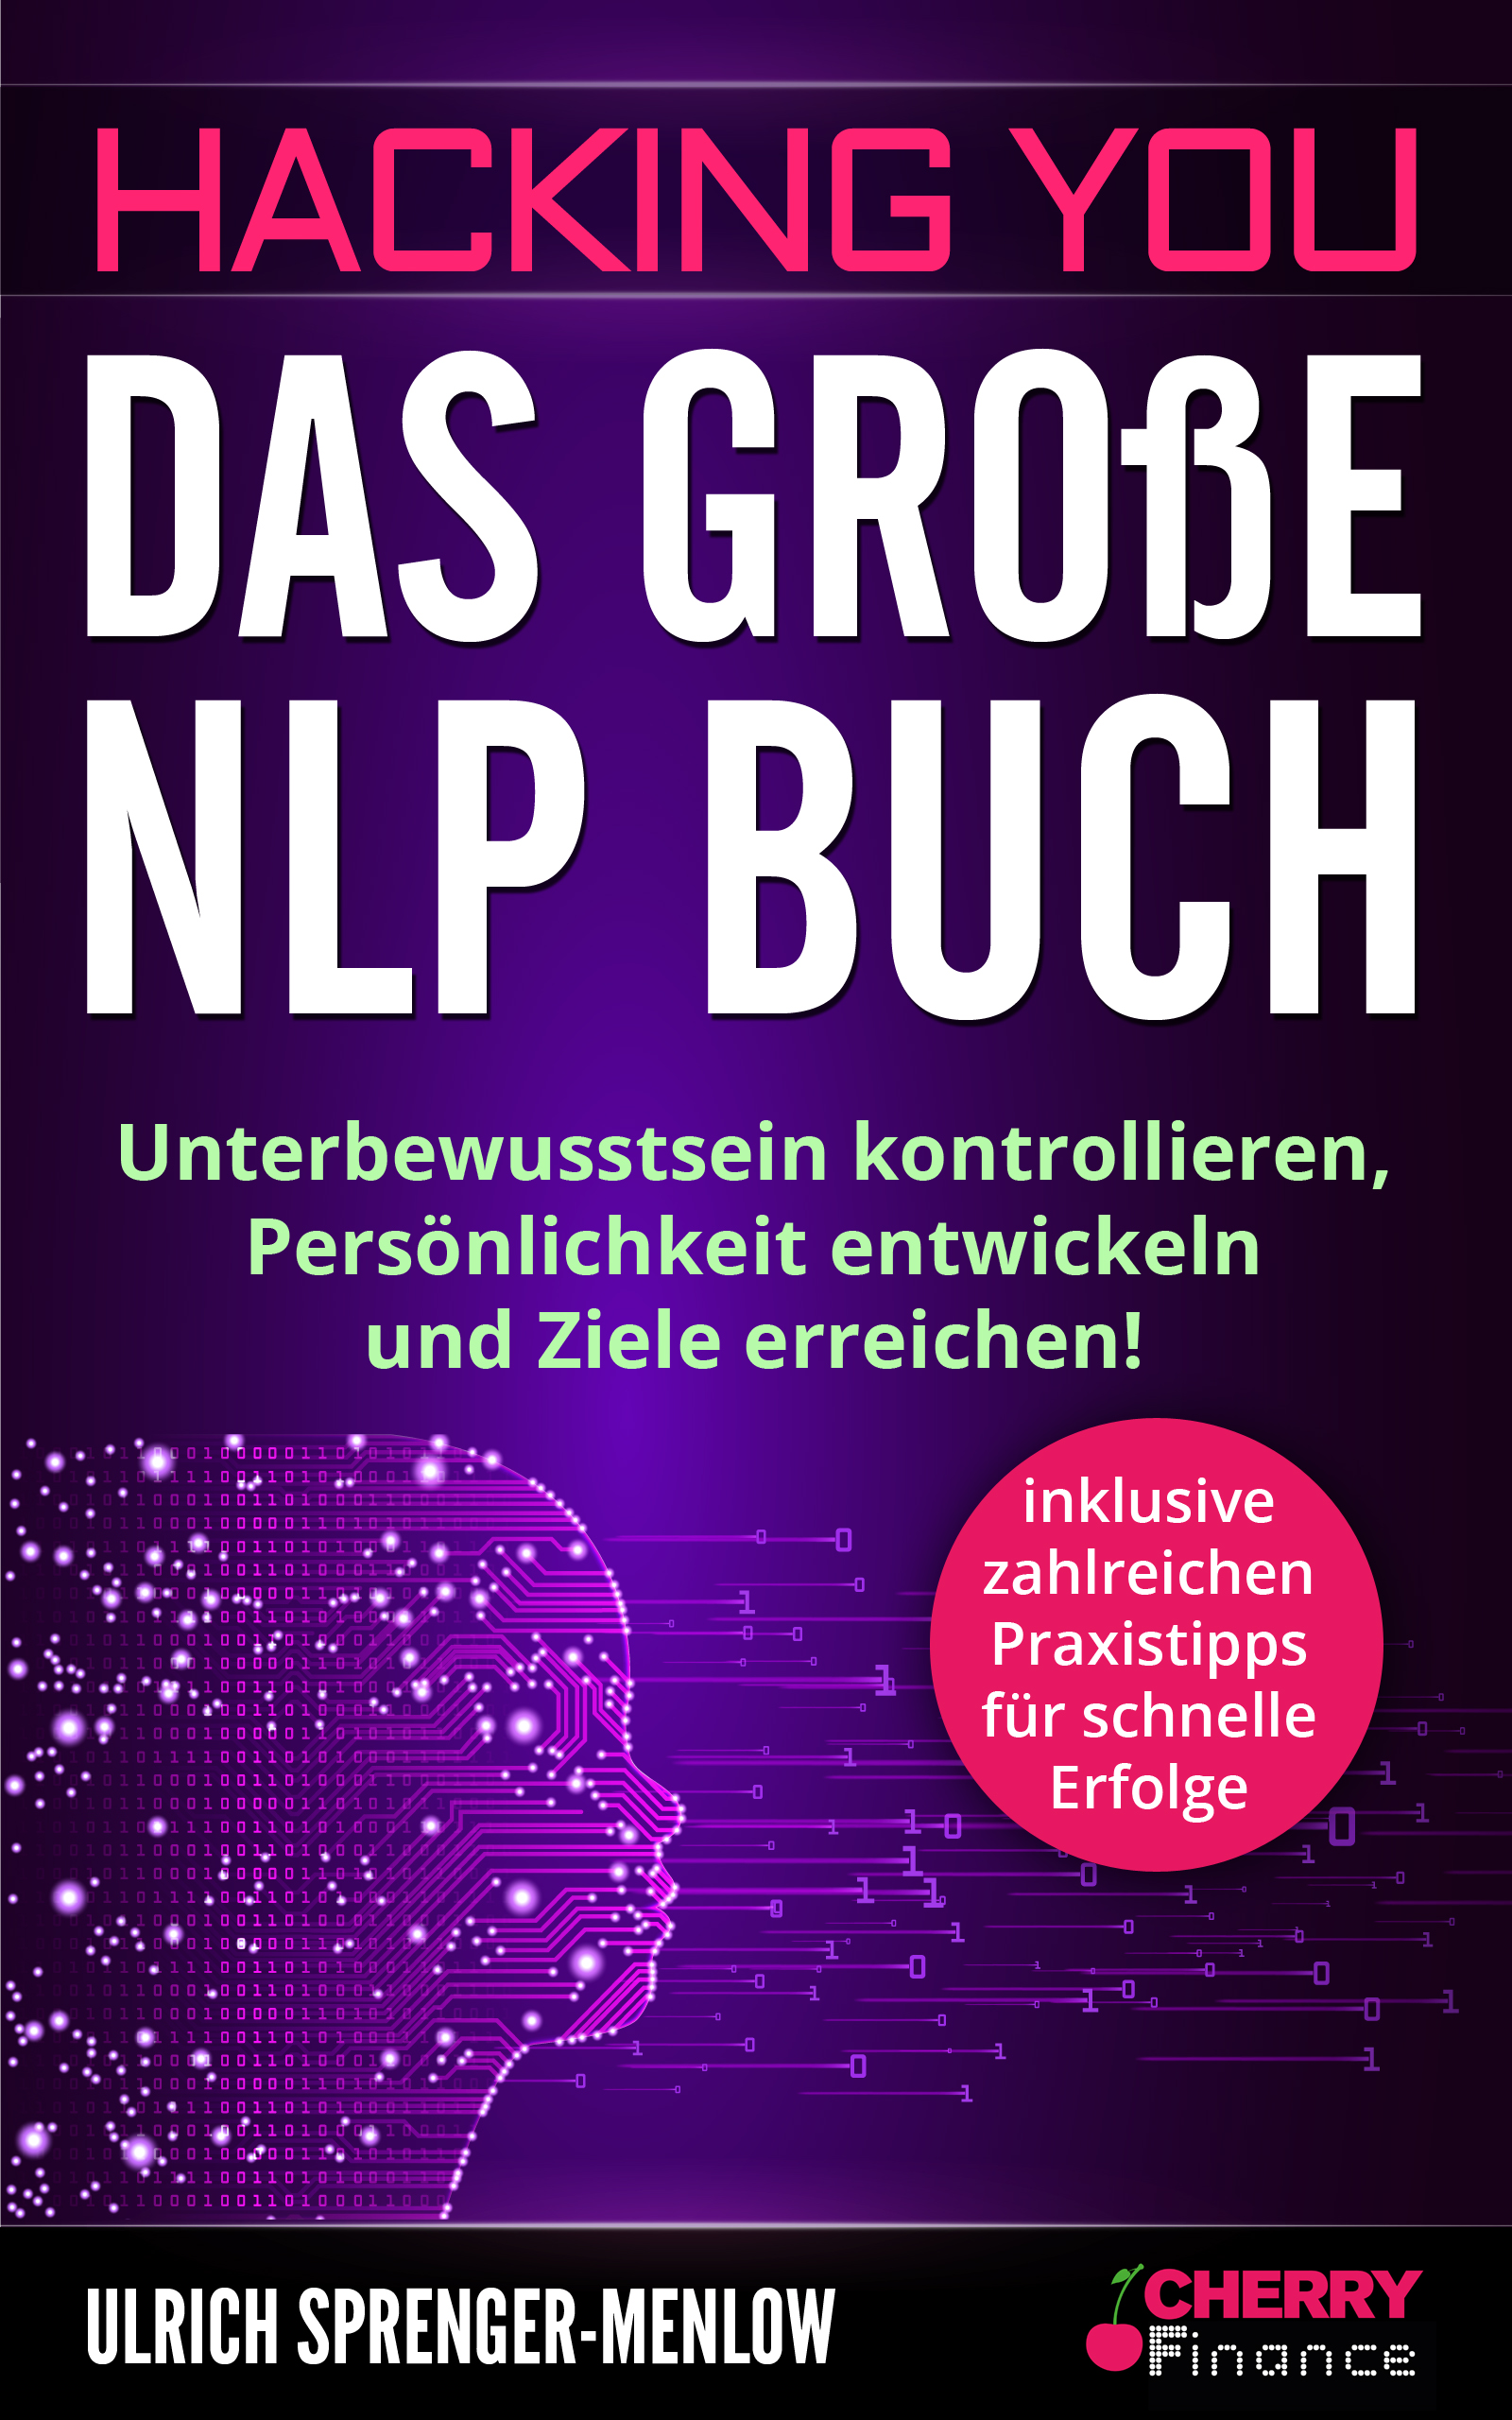 HACKING YOU
DAS GROßE
NLP BUCH
Unterbewusstsein kontrollieren,
Persönlichkeit entwickeln
und Ziele erreichen!
inklusive
zahlreichen
Praxistipps
für schnelle
Erfolge
ULRICH SPRENGER-MENLOW
CHERRY
Finance